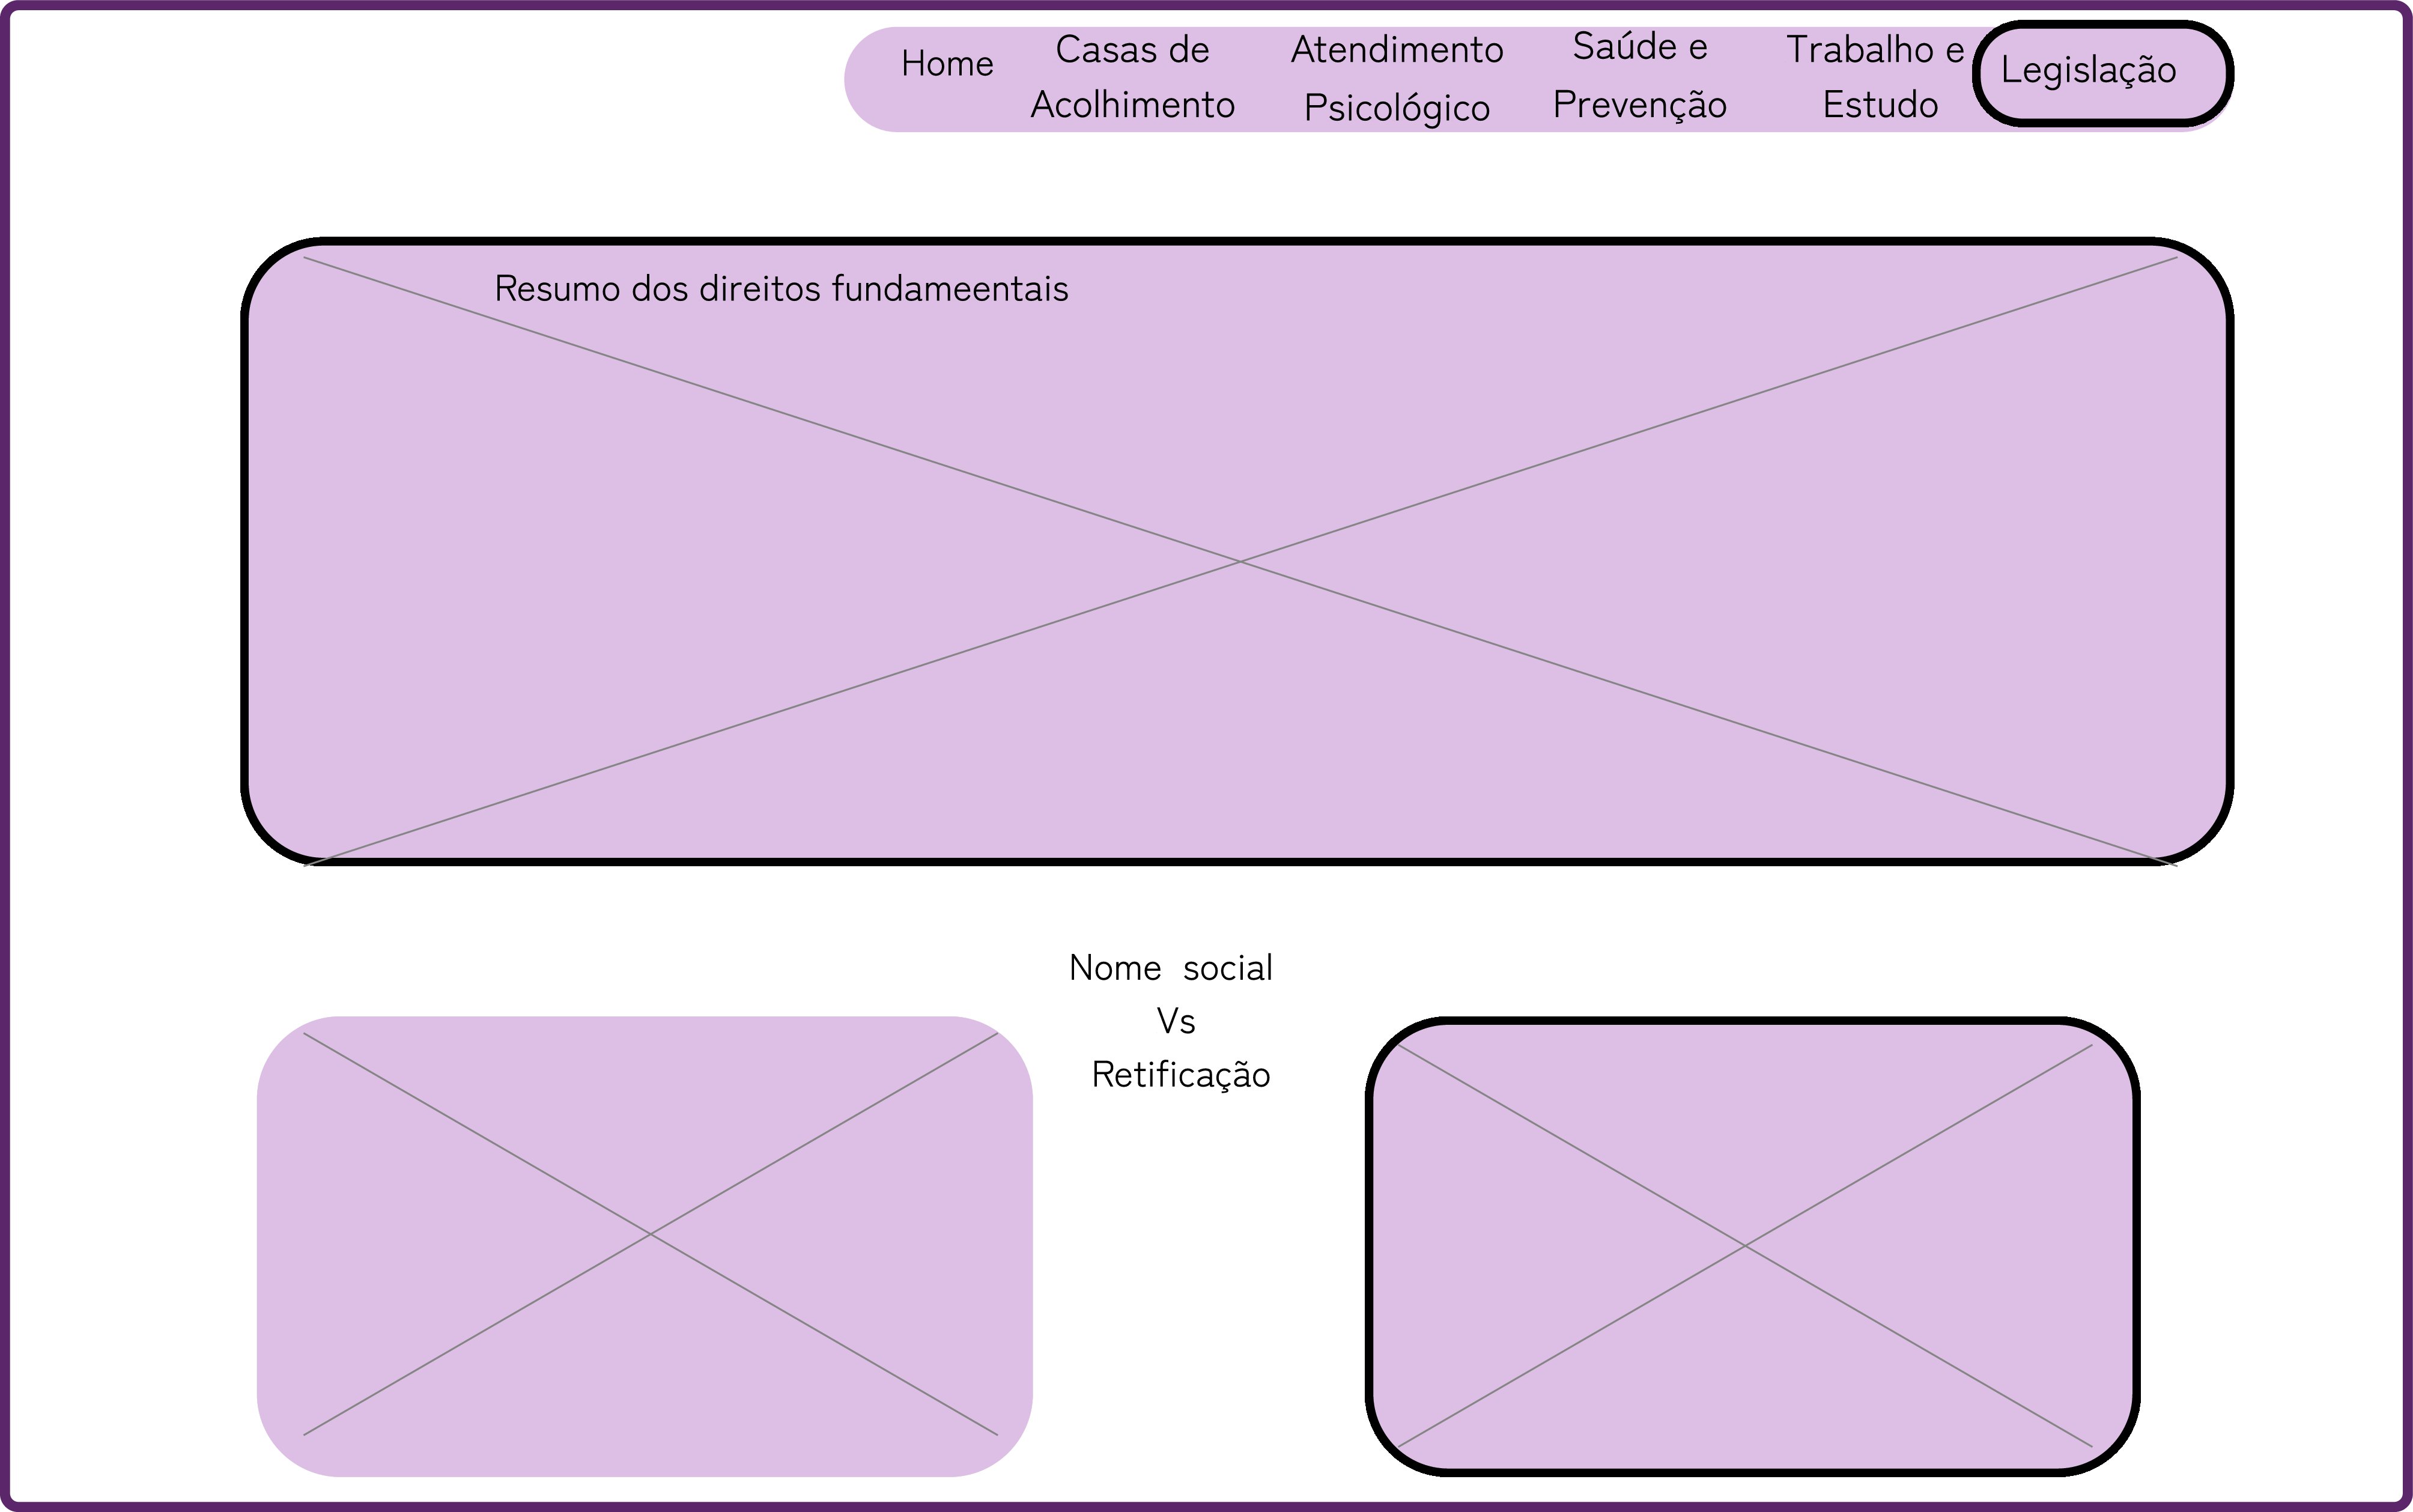 Home
Casas de
Acolhimento
Atendimento
Psicológico
Saúde e
Prevenção
Trabalho e
Estudo
Legislação
Resumo dos direitos fundameentais
Nome social
Vs
Retificação